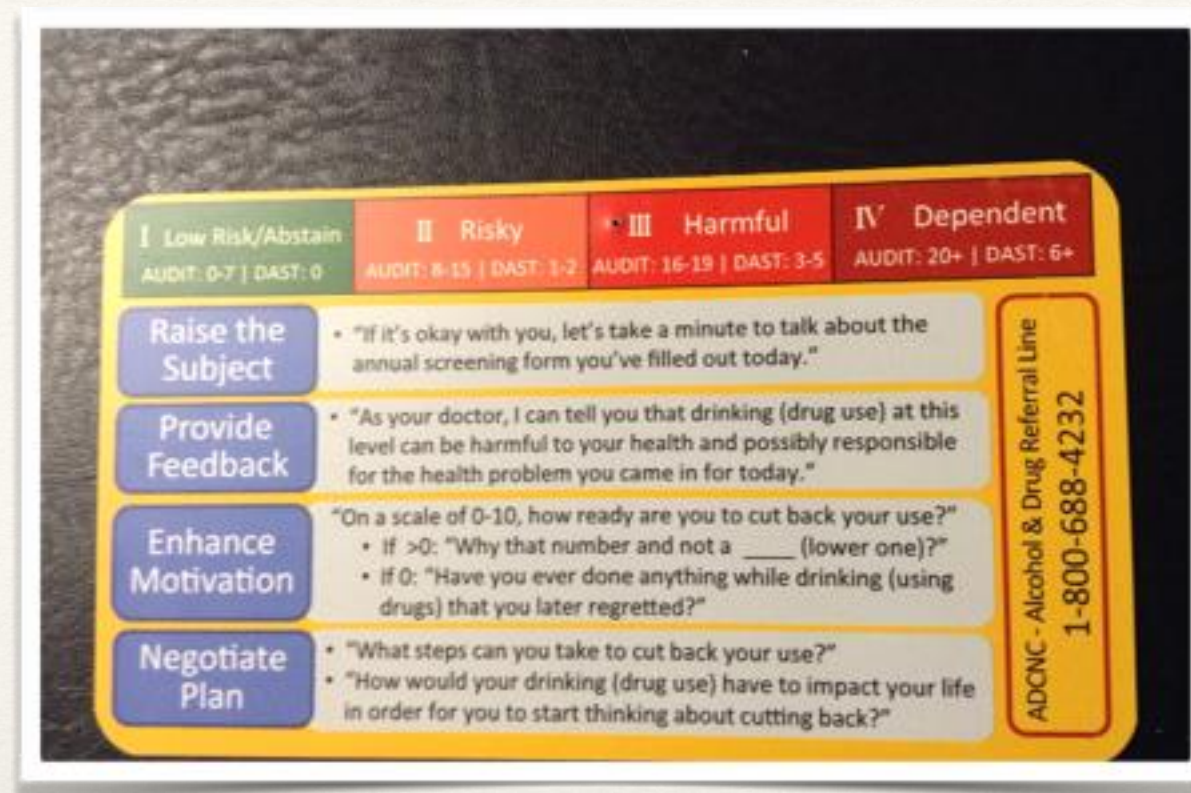 I Low Risk/Abstain
AUDIT: 0-7 | DAST: 0
II Risky
AUDIT: 8-15 | DAST: 1-2
III Harmful
AUDIT: 16-19 | DAST: 3-5
IV Dependent
AUDIT: 20+ | DAST: 6+
Raise the
Subject
• “If it's okay with you, let's take a minute to talk about the
annual screening form you've filled out today.”
Provide
Feedback
• “As your doctor, I can tell you that drinking (drug use) at this
level can be harmful to your health and possibly responsible
for the health problem you came in for today.”
Enhance
Motivation
“On a scale of 0-10, how ready are you to cut back your use?”
• If >0: “Why that number and not a ____ (lower one)?”
• If 0: “Have you ever done anything while drinking (using
drugs) that you later regretted?”
Negotiate
Plan
• “What steps can you take to cut back your use?”
• “How would your drinking (drug use) have to impact your life
in order for you to start thinking about cutting back?”
ADCNC - Alcohol & Drug Referral Line
1-800-688-4232